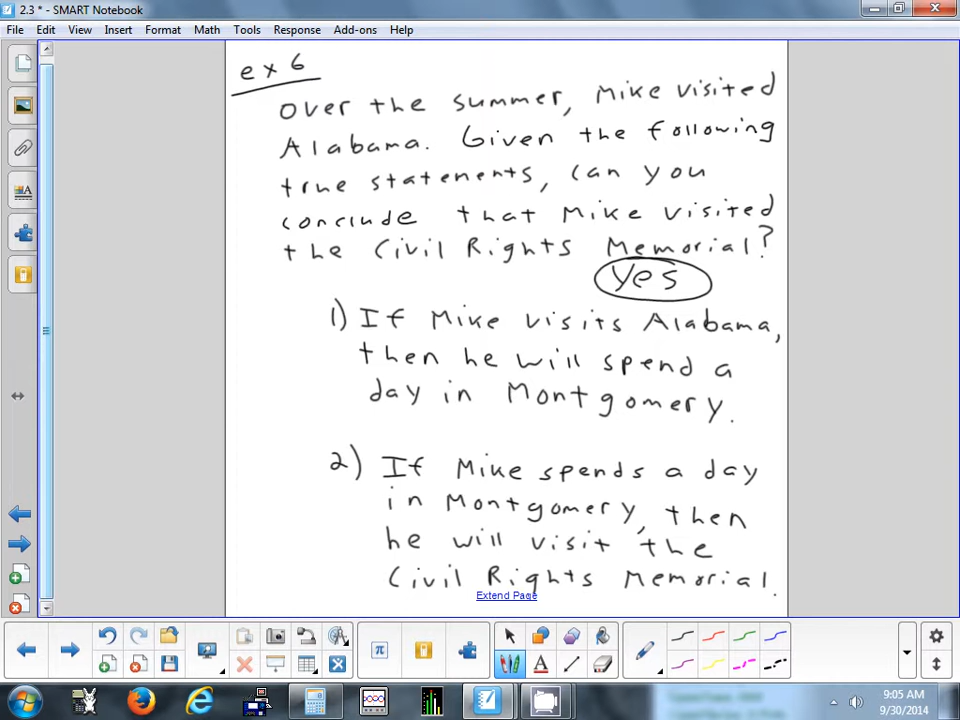 2.3 * - SMART Notebook
File Edit View Insert Format Math Tools Response Add-ons Help
ex 6
Over the summer, Mike visited
Alabama. Given the following
true statements, can you
conclude that Mike visited
the Civil Rights Memorial?
Yes
1) If Mike visits Alabama,
then he will spend a
day in Montgomery.
2) If Mike spends a day
in Montgomery, then
he will visit the
Civil Rights Memorial.
Extend Page
9:05 AM
9/30/2014